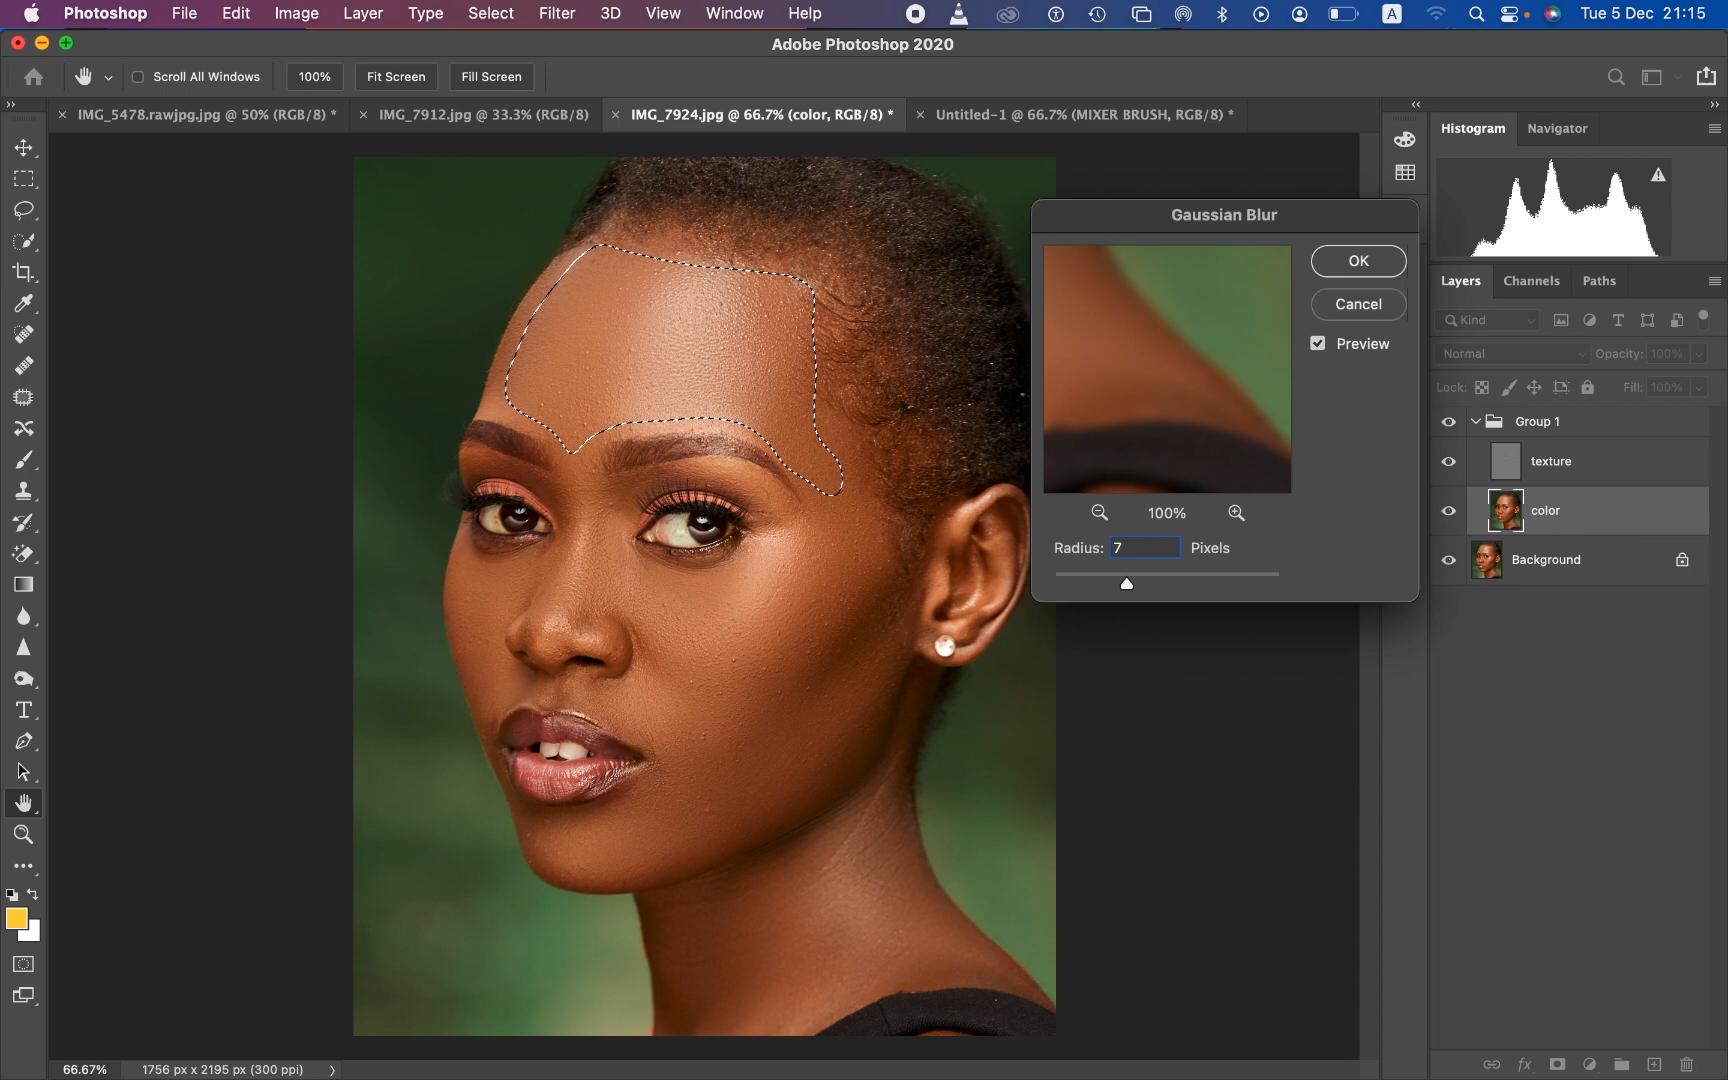 Photoshop File Edit Image Layer Type Select Filter 3D View Window Help A Tue 5 Dec 21:15
Adobe Photoshop 2020
Scroll All Windows 100% Fit Screen Fill Screen
IMG_5478.rawjpg.jpg @ 50% (RGB/8) * IMG_7912.jpg @ 33.3% (RGB/8) IMG_7924.jpg @ 66.7% (color, RGB/8) * Untitled-1 @ 66.7% (MIXER BRUSH, RGB/8) *
Histogram Navigator
Gaussian Blur
OK
Cancel
Preview
100%
Radius: 7 Pixels
Layers Channels Paths
Kind
Normal Opacity: 100%
Lock: Fill: 100%
Group 1
texture
color
Background
fx
66.67% 1756 px x 2195 px (300 ppi)